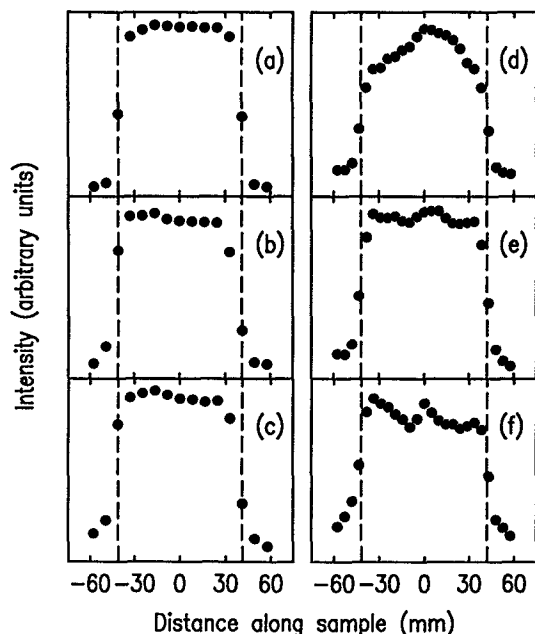 Intensity (arbitrary units)
(a)
(d)
(b)
(e)
(c)
(f)
-60 -30 0 30 60
-60 -30 0 30 60
Distance along sample (mm)